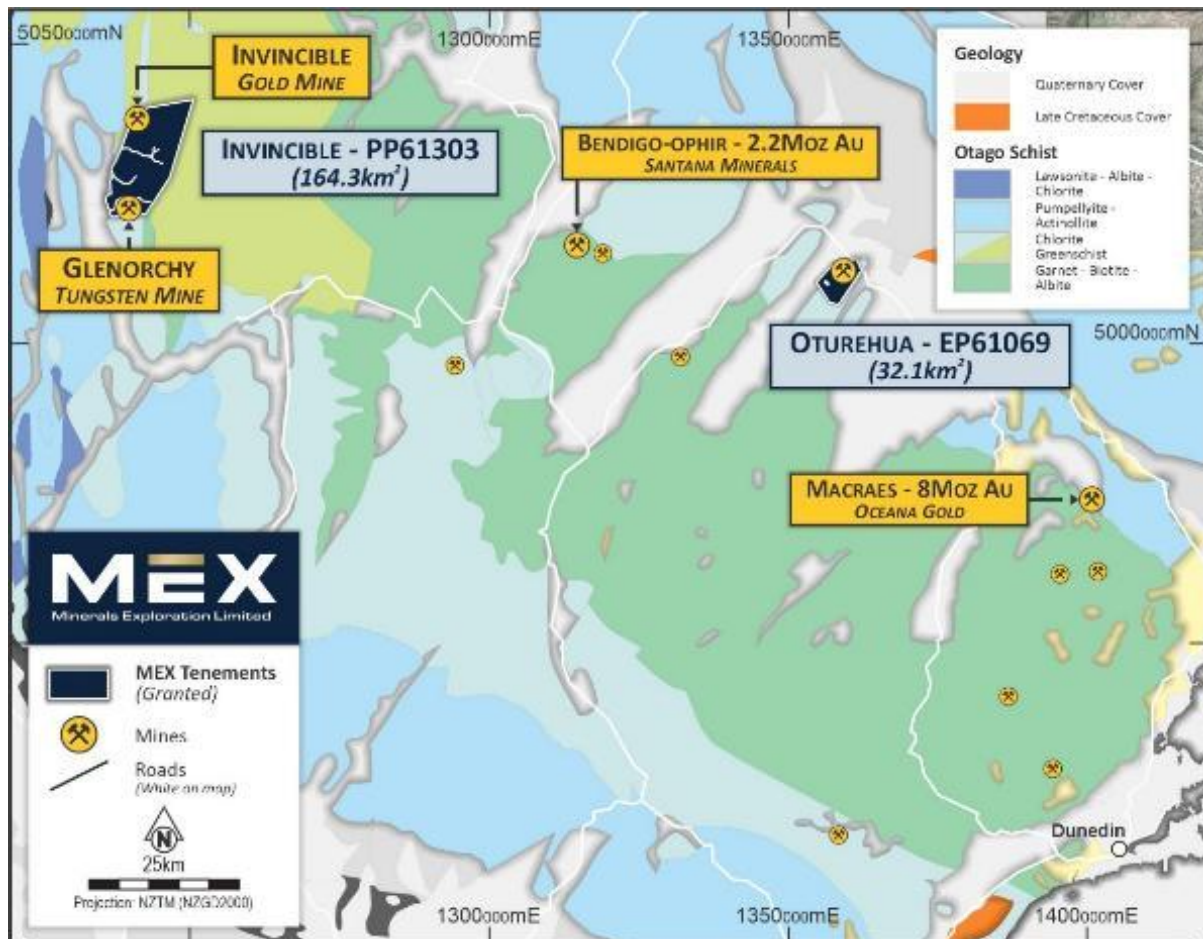 5050000mN
1300000mE
1350000mE
INVINCIBLE
GOLD MINE
INVINCIBLE - PP61303
(164.3km²)
GLENORCHY
TUNGSTEN MINE
BENDIGO-OPHIR - 2.2MOZ AU
SANTANA MINERALS
Geology
Quaternary Cover
Late Cretaceous Cover
Otago Schist
Lawsonite - Albite -
Chlorite
Pumpellyite -
Actinollite
Chlorite
Greenschist
Garnet - Biotite -
Albite
5000000mN
OTUREHUA - EP61069
(32.1km²)
MACRAES - 8MOZ AU
OCEANA GOLD
MEX
Minerals Exploration Limited
MEX Tenements
(Granted)
Mines
Roads
(White on map)
N
25km
Projection: NZTM (NZGD2000)
Dunedin
1300000mE
1350000mE
1400000mE